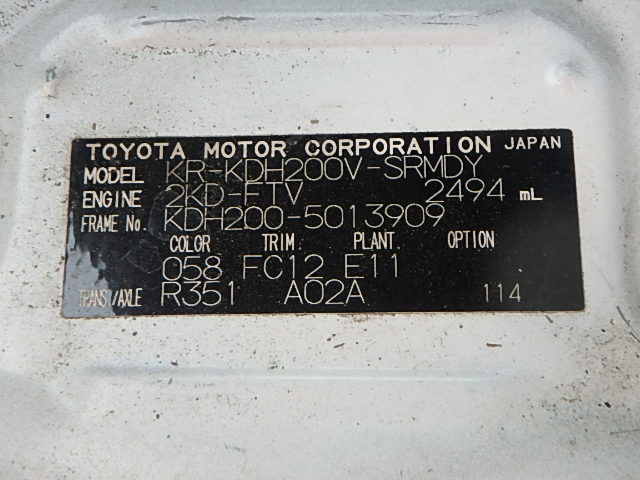 TOYOTA MOTOR CORPORATION JAPAN
MODEL KR-KDH200V-SRMDY
ENGINE 2KD-FTV 2494 mL
FRAME No. KDH200-5013909
COLOR TRIM. PLANT. OPTION
058 FC12 E11
TRANS./AXLE R351 A02A 114